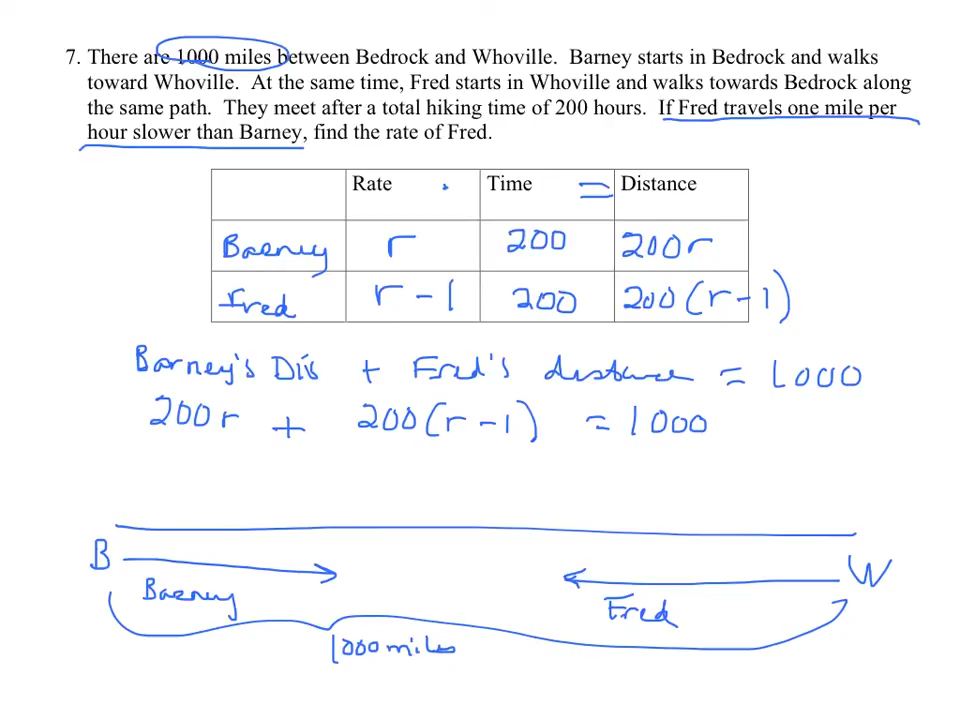 7. There are 1000 miles between Bedrock and Whoville. Barney starts in Bedrock and walks
toward Whoville. At the same time, Fred starts in Whoville and walks towards Bedrock along
the same path. They meet after a total hiking time of 200 hours. If Fred travels one mile per
hour slower than Barney, find the rate of Fred.
Rate · Time = Distance
Barney r 200 200r
Fred r - 1 200 200(r - 1)
Barney's Dis + Fred's distance = 1000
200r + 200(r - 1) = 1000
B W
Barney Fred
1000 miles